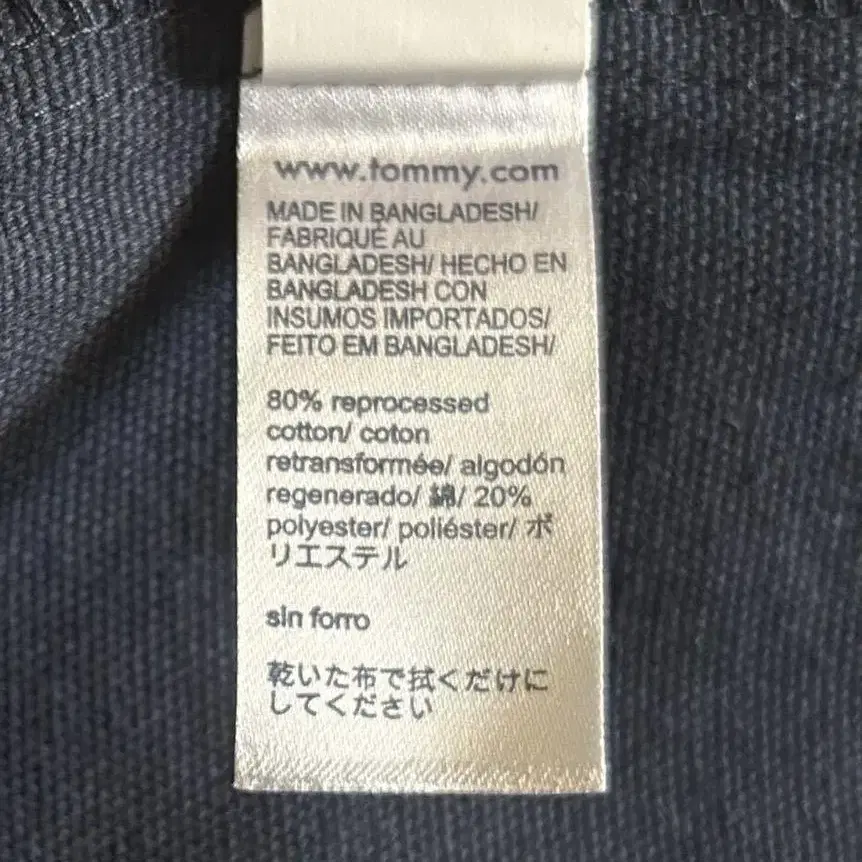 www.tommy.com
MADE IN BANGLADESH/
FABRIQUÉ AU
BANGLADESH/ HECHO EN
BANGLADESH CON
INSUMOS IMPORTADOS/
FEITO EM BANGLADESH/
80% reprocessed
cotton/ coton
retransformée/ algodón
regenerado/ 綿/ 20%
polyester/ poliéster/ ポ
リエステル
sin forro
乾いた布で拭くだけに
してください